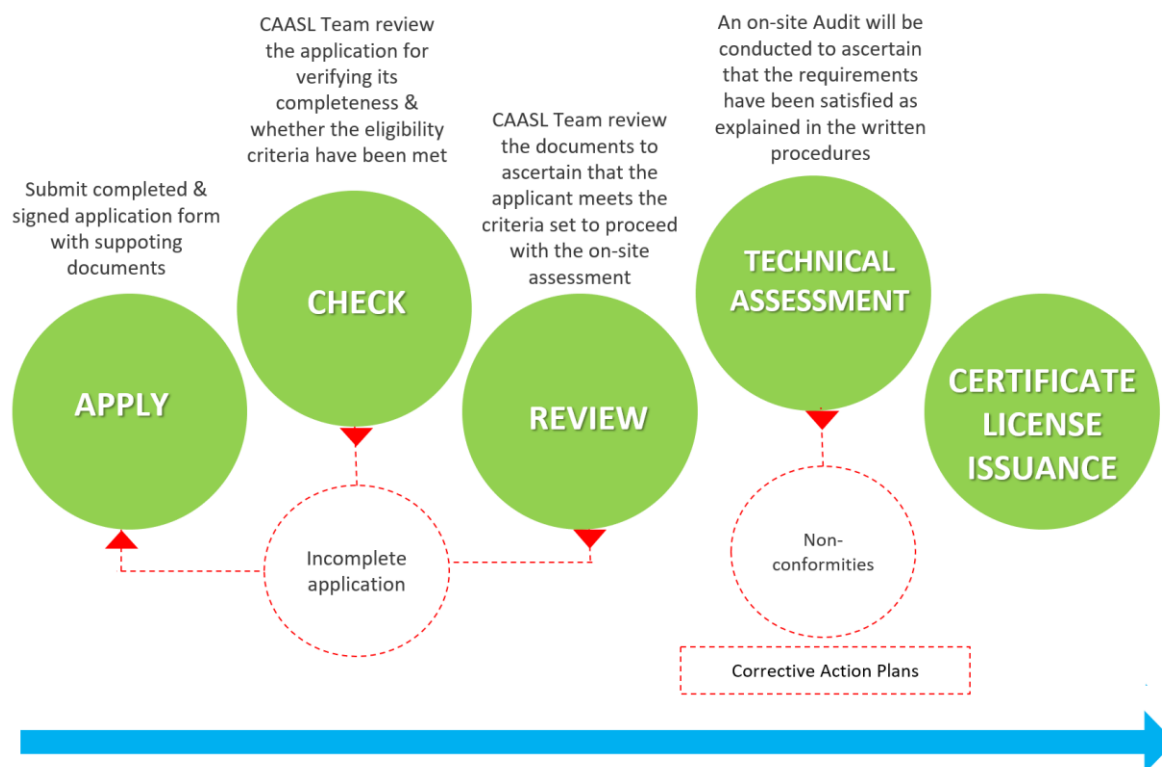 Submit completed &
signed application form
with suppoting
documents
APPLY
CAASL Team review
the application for
verifying its
completeness &
whether the eligibility
criteria have been met
CHECK
Incomplete
application
CAASL Team review
the documents to
ascertain that the
applicant meets the
criteria set to proceed
with the on-site
assessment
REVIEW
An on-site Audit will be
conducted to ascertain
that the requirements
have been satisfied as
explained in the written
procedures
TECHNICAL
ASSESSMENT
Non-
conformities
Corrective Action Plans
CERTIFICATE
LICENSE
ISSUANCE